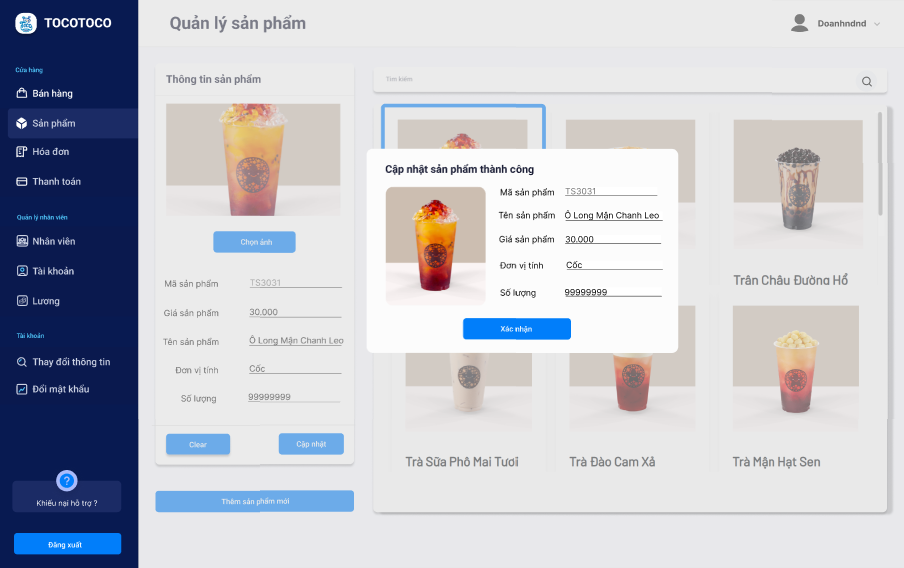 TOCOTOCO
Cửa hàng
Bán hàng
Sản phẩm
Hóa đơn
Thanh toán
Quản lý nhân viên
Nhân viên
Tài khoản
Lương
Tài khoản
Thay đổi thông tin
Đổi mật khẩu
?
Khiếu nại hỗ trợ ?
Đăng xuất
Quản lý sản phẩm
Doanhndnd
Thông tin sản phẩm
Chọn ảnh
Mã sản phẩm TS3031
Giá sản phẩm 30.000
Tên sản phẩm Ô Long Mận Chanh Leo
Đơn vị tính Cốc
Số lượng 99999999
Clear Cập nhật
Thêm sản phẩm mới
Tìm kiếm
Cập nhật sản phẩm thành công
Mã sản phẩm TS3031
Tên sản phẩm Ô Long Mận Chanh Leo
Giá sản phẩm 30.000
Đơn vị tính Cốc
Số lượng 99999999
Xác nhận
Trân Châu Đường Hổ
Trà Sữa Phô Mai Tươi
Trà Đào Cam Xả
Trà Mận Hạt Sen